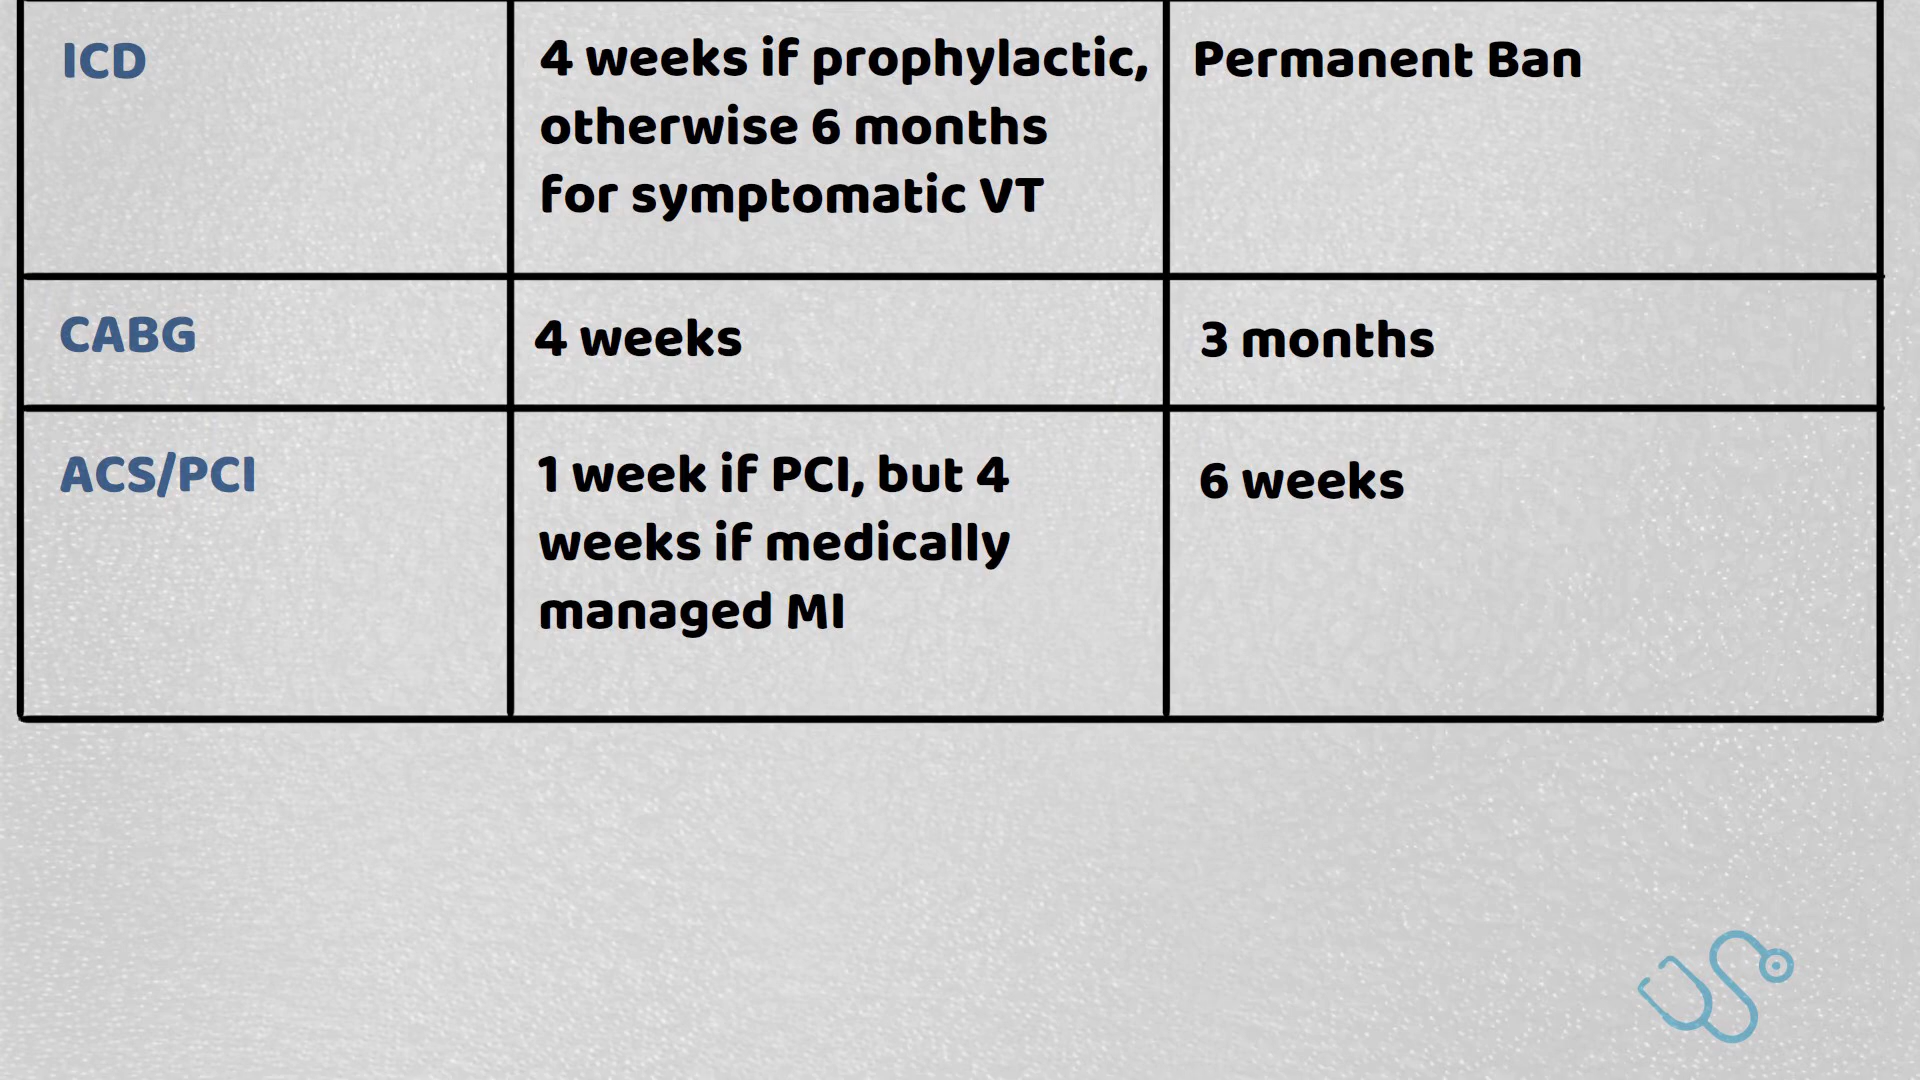 ICD
4 weeks if prophylactic,
otherwise 6 months
for symptomatic VT
Permanent Ban
CABG
4 weeks
3 months
ACS/PCI
1 week if PCI, but 4
weeks if medically
managed MI
6 weeks